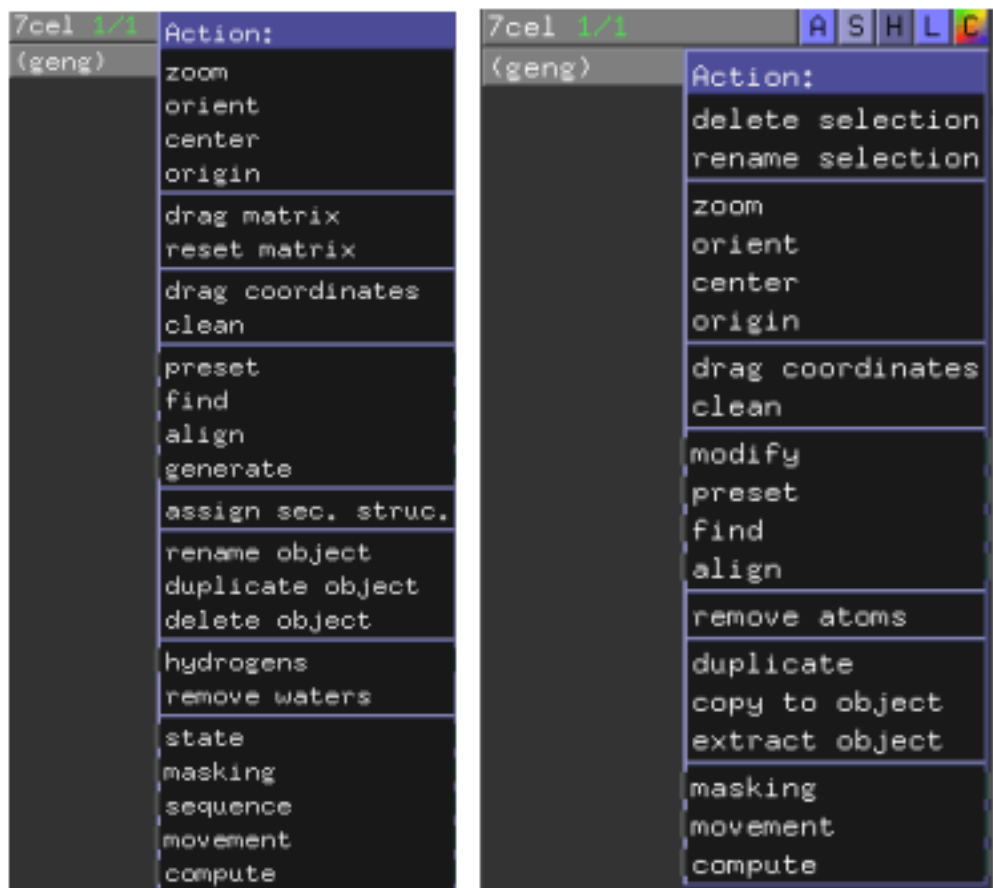 7cel 1/1
(geng)
Action:
zoom
orient
center
origin
drag matrix
reset matrix
drag coordinates
clean
preset
find
align
generate
assign sec. struc.
rename object
duplicate object
delete object
hydrogens
remove waters
state
masking
sequence
movement
compute
7cel 1/1 A S H L C
(geng)
Action:
delete selection
rename selection
zoom
orient
center
origin
drag coordinates
clean
modify
preset
find
align
remove atoms
duplicate
copy to object
extract object
masking
movement
compute